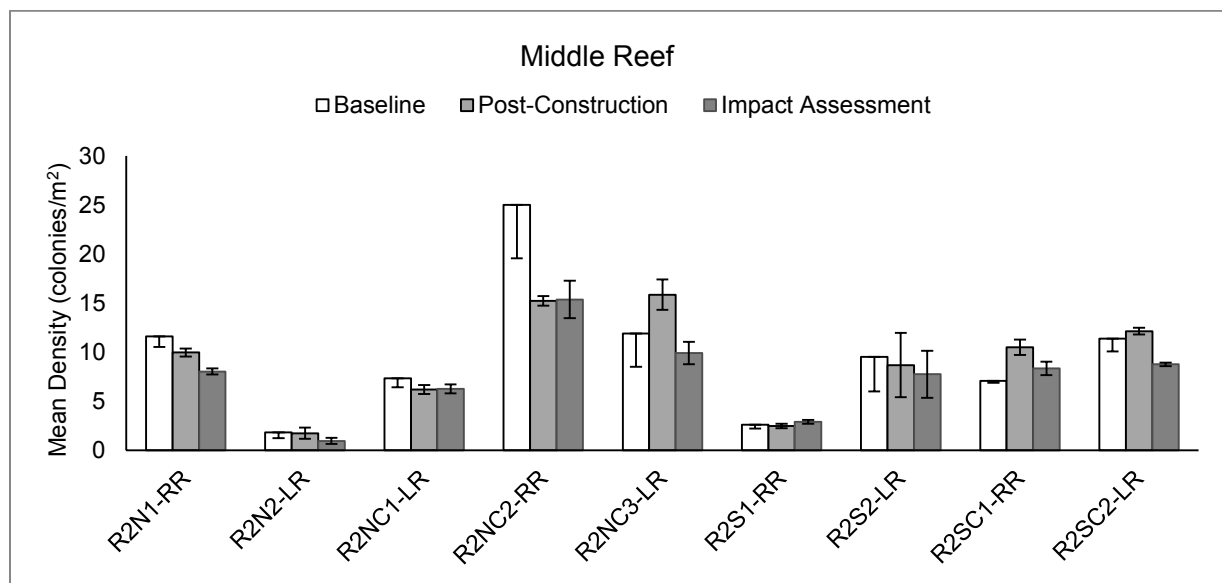 Middle Reef
Baseline Post-Construction Impact Assessment
Mean Density (colonies/m²)
30
25
20
15
10
5
0
R2N1-RR
R2N2-LR
R2NC1-LR
R2NC2-RR
R2NC3-LR
R2S1-RR
R2S2-LR
R2SC1-RR
R2SC2-LR